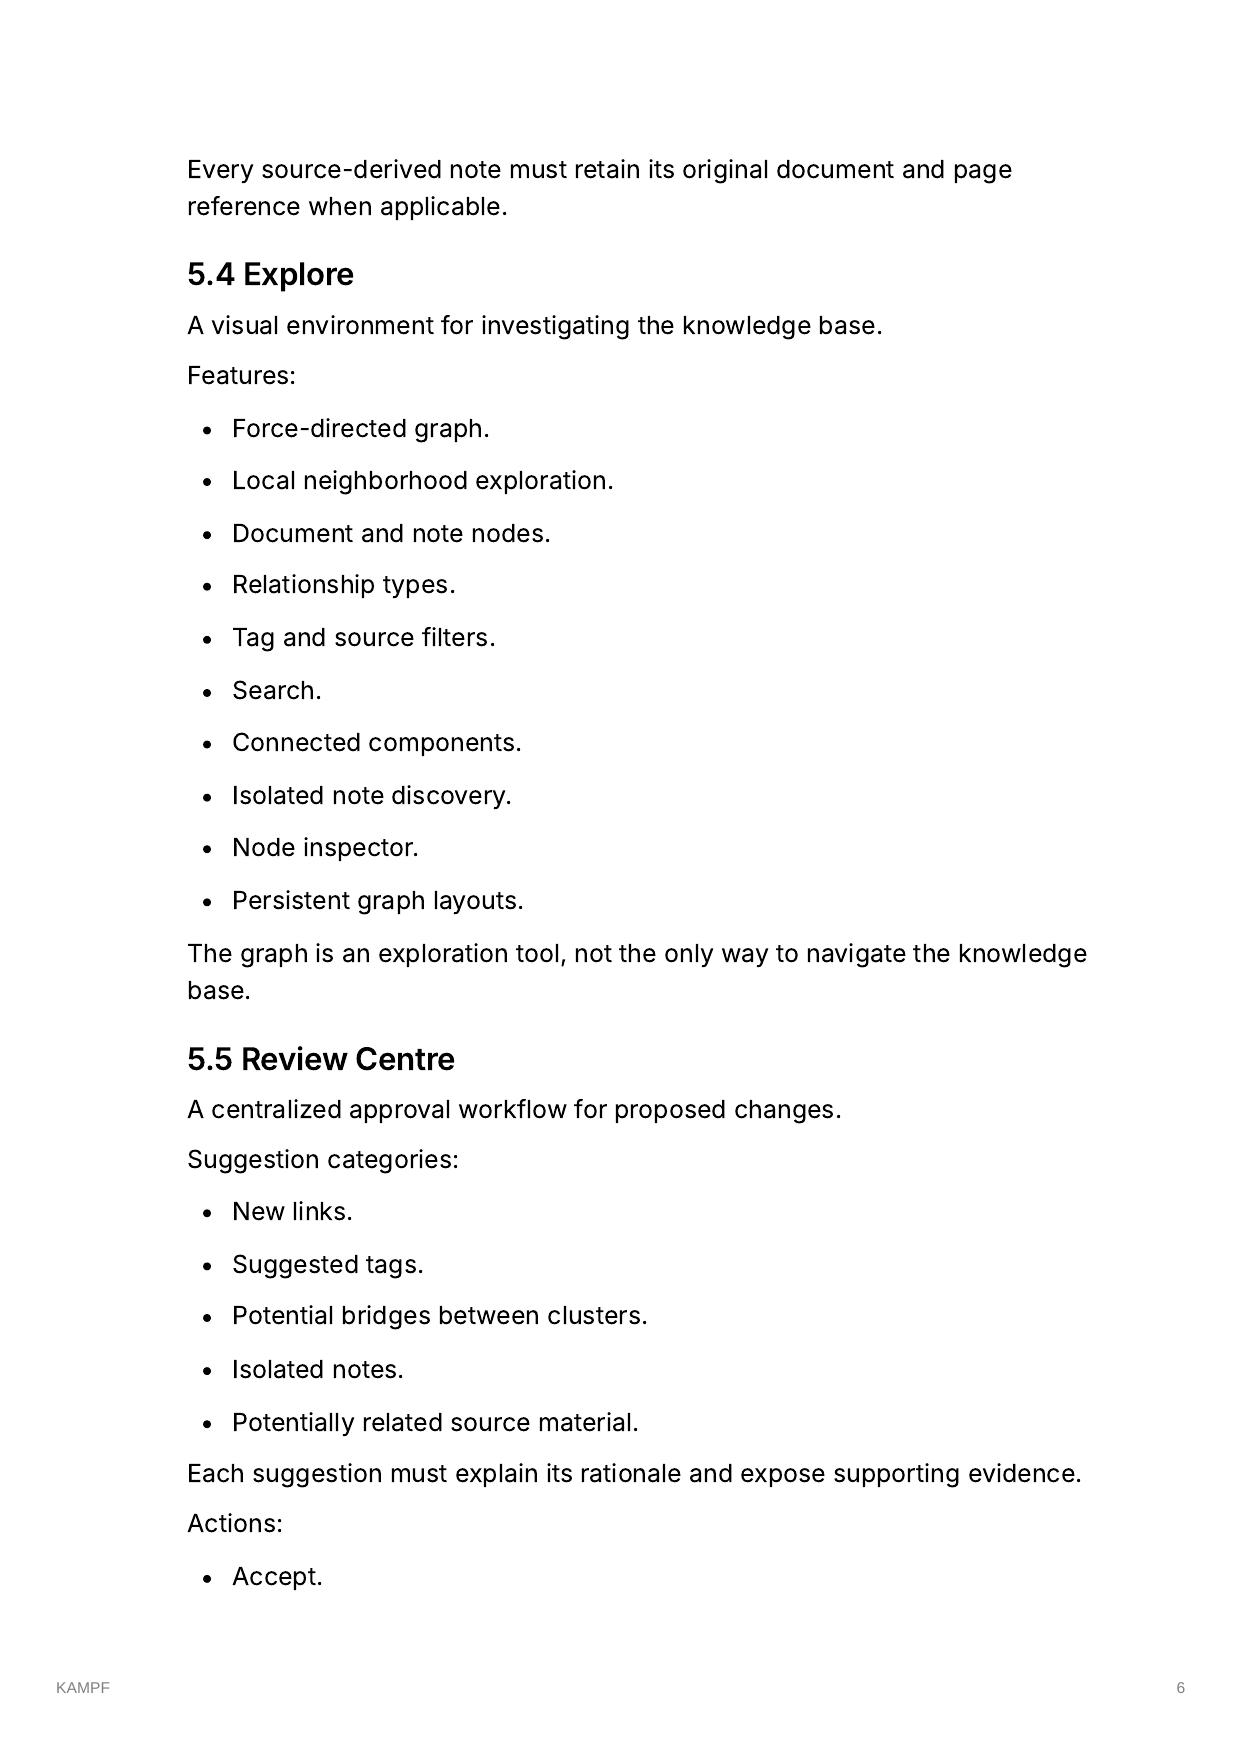 Every source-derived note must retain its original document and page
reference when applicable.
5.4 Explore
A visual environment for investigating the knowledge base.
Features:
• Force-directed graph.
• Local neighborhood exploration.
• Document and note nodes.
• Relationship types.
• Tag and source filters.
• Search.
• Connected components.
• Isolated note discovery.
• Node inspector.
• Persistent graph layouts.
The graph is an exploration tool, not the only way to navigate the knowledge
base.
5.5 Review Centre
A centralized approval workflow for proposed changes.
Suggestion categories:
• New links.
• Suggested tags.
• Potential bridges between clusters.
• Isolated notes.
• Potentially related source material.
Each suggestion must explain its rationale and expose supporting evidence.
Actions:
• Accept.
KAMPF 6